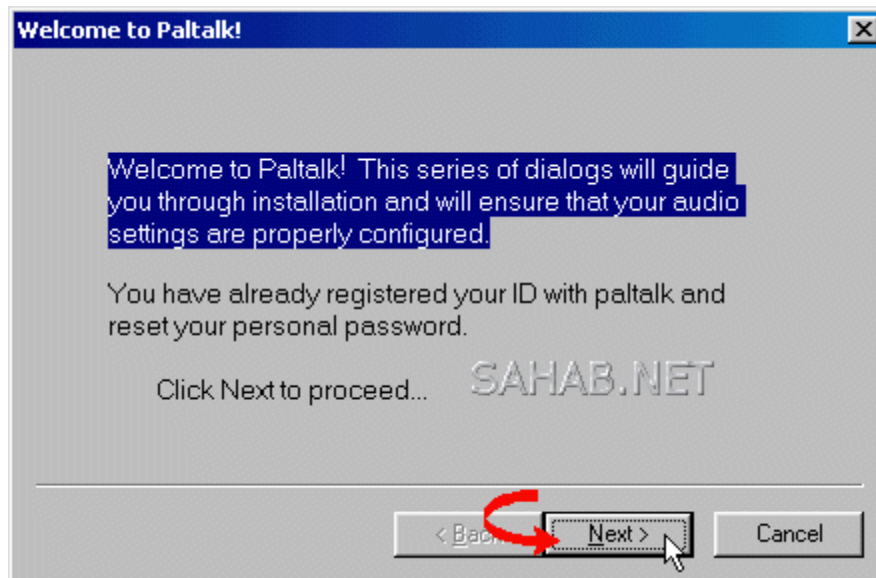 Welcome to Paltalk!
Welcome to Paltalk! This series of dialogs will guide
you through installation and will ensure that your audio
settings are properly configured.
You have already registered your ID with paltalk and
reset your personal password.
Click Next to proceed...
SAHAB.NET
< Back
Next >
Cancel